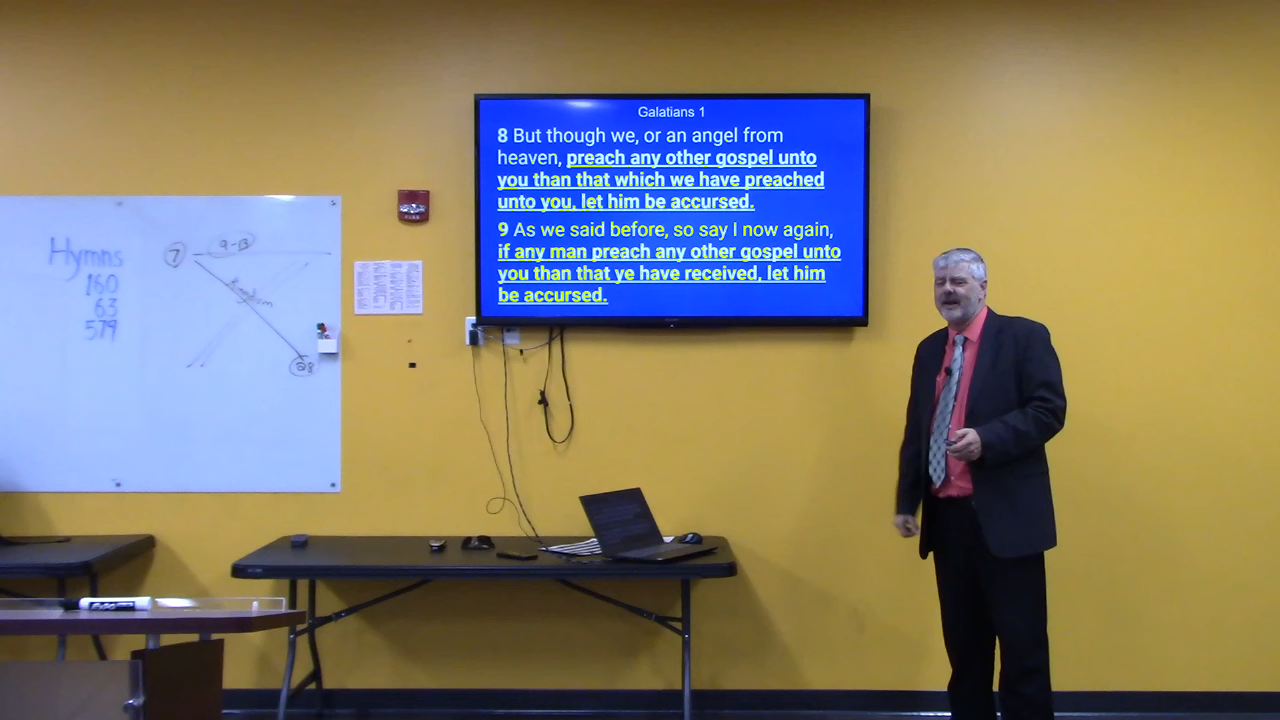 Galatians 1
8 But though we, or an angel from
heaven, preach any other gospel unto
you than that which we have preached
unto you, let him be accursed.
9 As we said before, so say I now again,
if any man preach any other gospel unto
you than that ye have received, let him
be accursed.
Hymns
160
63
579
7
9-13
Kingdom
28